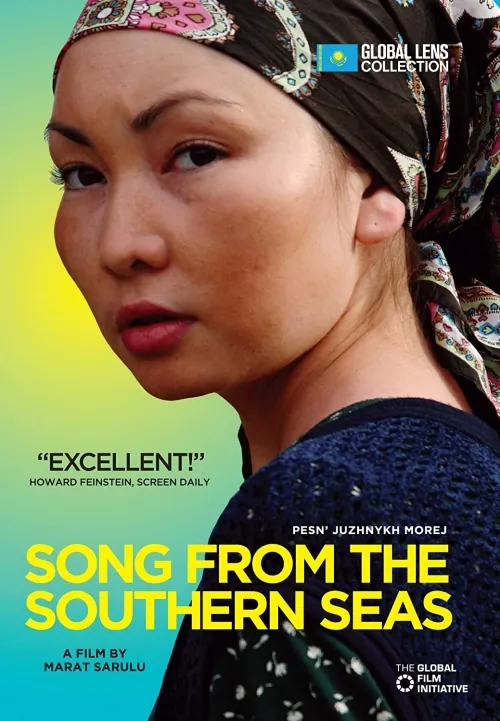 GLOBAL LENS
COLLECTION
“EXCELLENT!”
HOWARD FEINSTEIN, SCREEN DAILY
PESN’ JUZHNYKH MOREJ
SONG FROM THE
SOUTHERN SEAS
A FILM BY
MARAT SARULU
THE GLOBAL
FILM
INITIATIVE